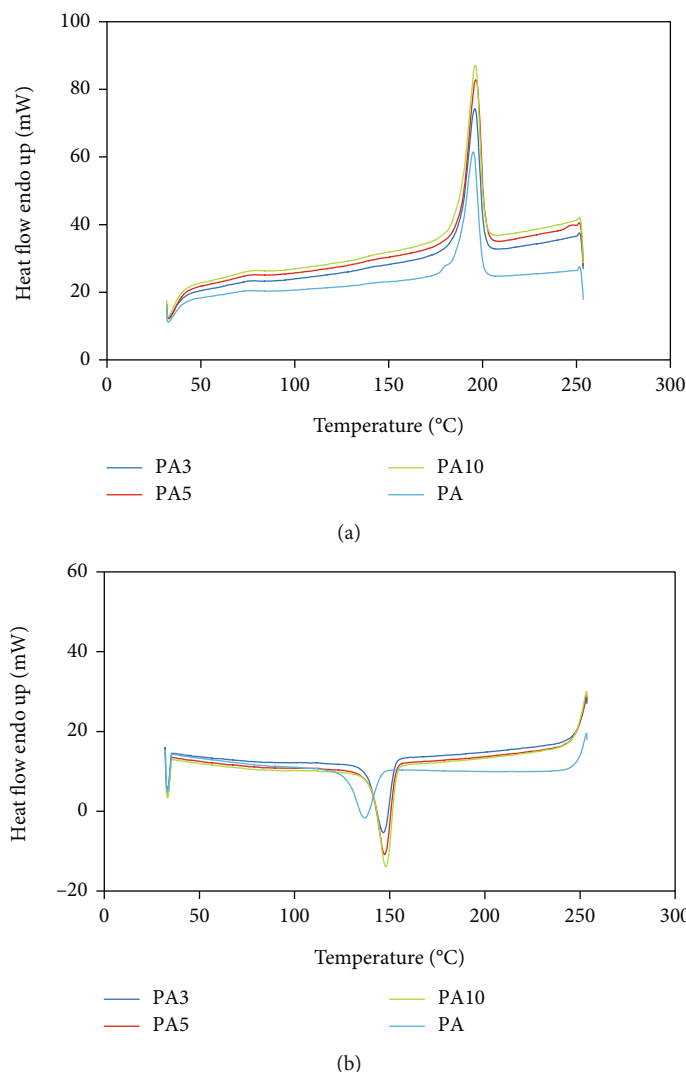 100
80
60
40
20
0
0 50 100 150 200 250 300
Heat flow endo up (mW)
Temperature (°C)
PA3 PA10
PA5 PA
(a)
60
40
20
0
–20
0 50 100 150 200 250 300
Heat flow endo up (mW)
Temperature (°C)
PA3 PA10
PA5 PA
(b)